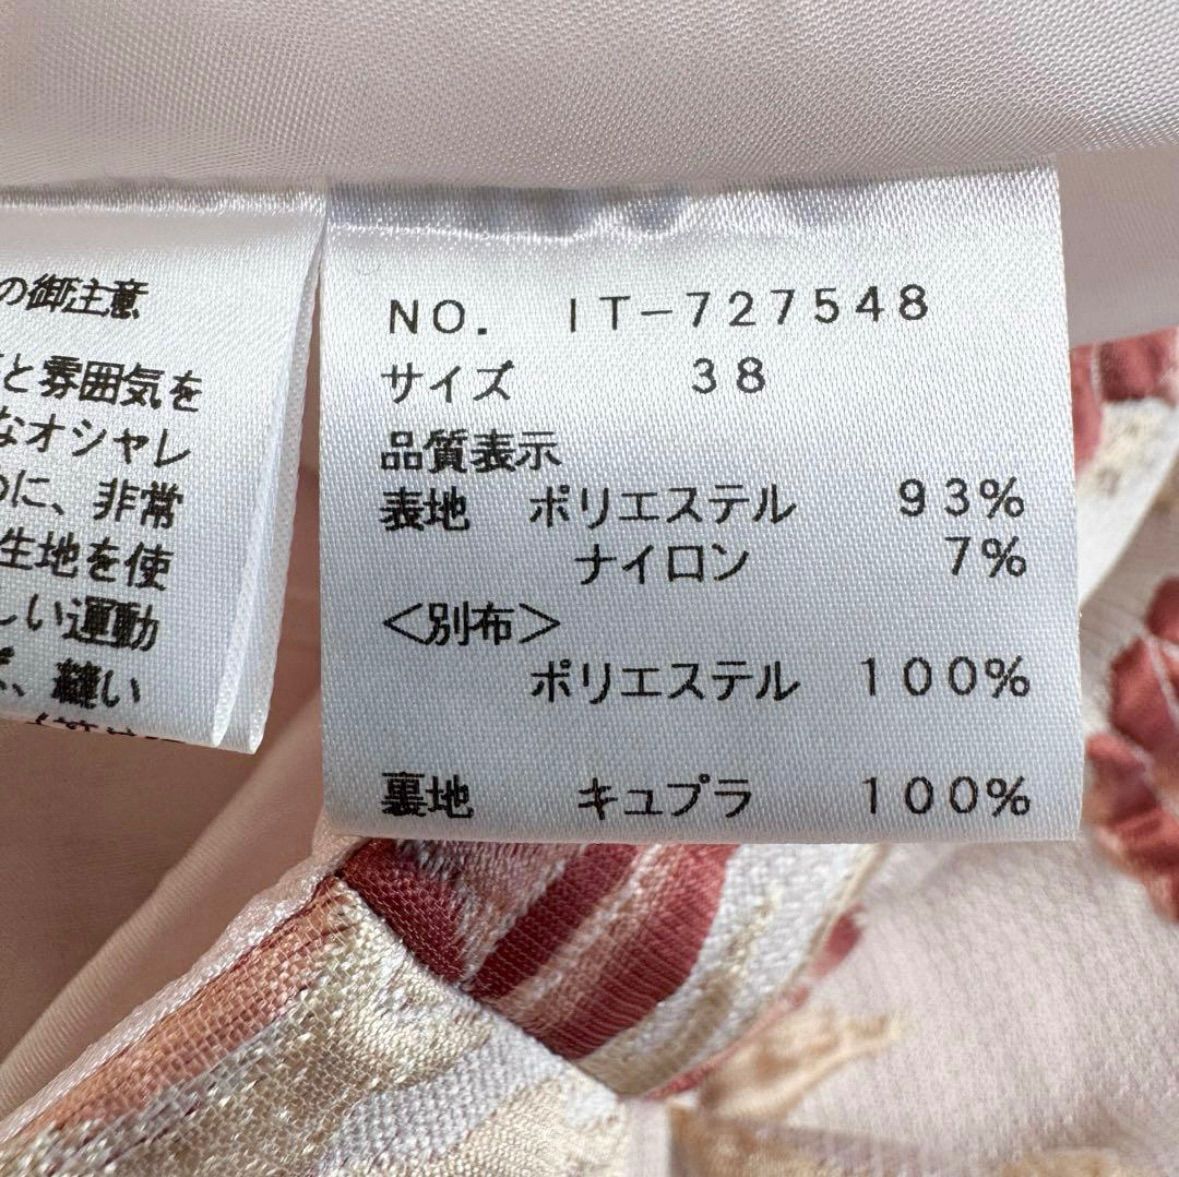 の御注意
と雰囲気を
なオシャレ
に、非常
生地を使
しい運動
、縫い
NO. IT-727548
サイズ 38
品質表示
表地 ポリエステル 93%
ナイロン 7%
<別布>
ポリエステル 100%
裏地 キュプラ 100%